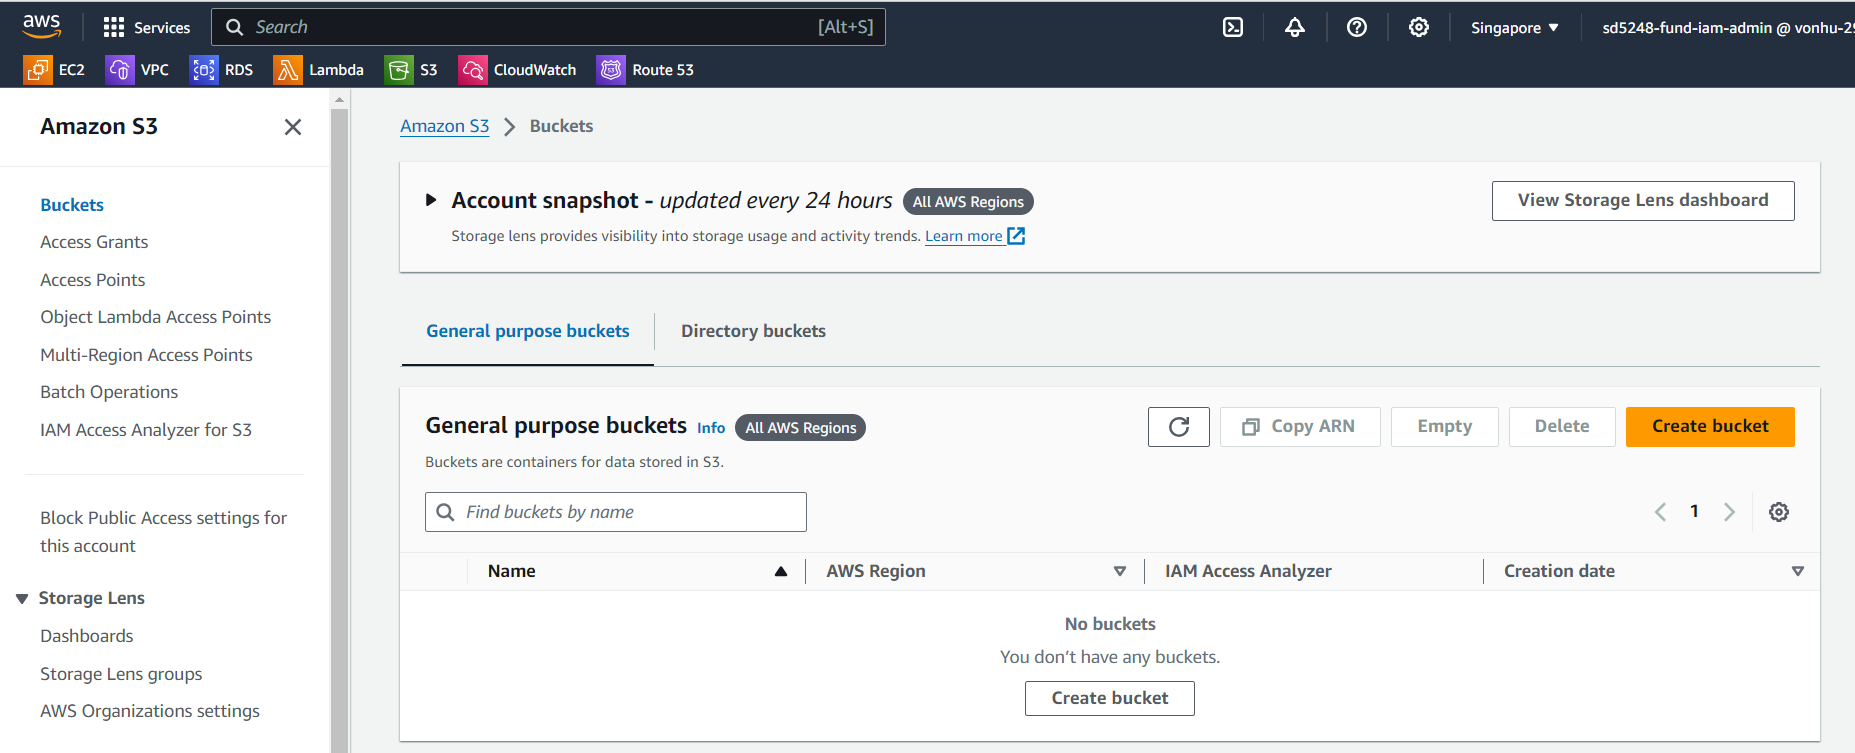 aws
Services
Search
[Alt+S]
Singapore
sd5248-fund-iam-admin @ vonhu-29
EC2
VPC
RDS
Lambda
S3
CloudWatch
Route 53
Amazon S3
Buckets
Access Grants
Access Points
Object Lambda Access Points
Multi-Region Access Points
Batch Operations
IAM Access Analyzer for S3
Block Public Access settings for
this account
Storage Lens
Dashboards
Storage Lens groups
AWS Organizations settings
Amazon S3
Buckets
Account snapshot - updated every 24 hours
All AWS Regions
View Storage Lens dashboard
Storage lens provides visibility into storage usage and activity trends. Learn more
General purpose buckets
Directory buckets
General purpose buckets Info
All AWS Regions
Copy ARN
Empty
Delete
Create bucket
Buckets are containers for data stored in S3.
Find buckets by name
1
Name
AWS Region
IAM Access Analyzer
Creation date
No buckets
You don’t have any buckets.
Create bucket